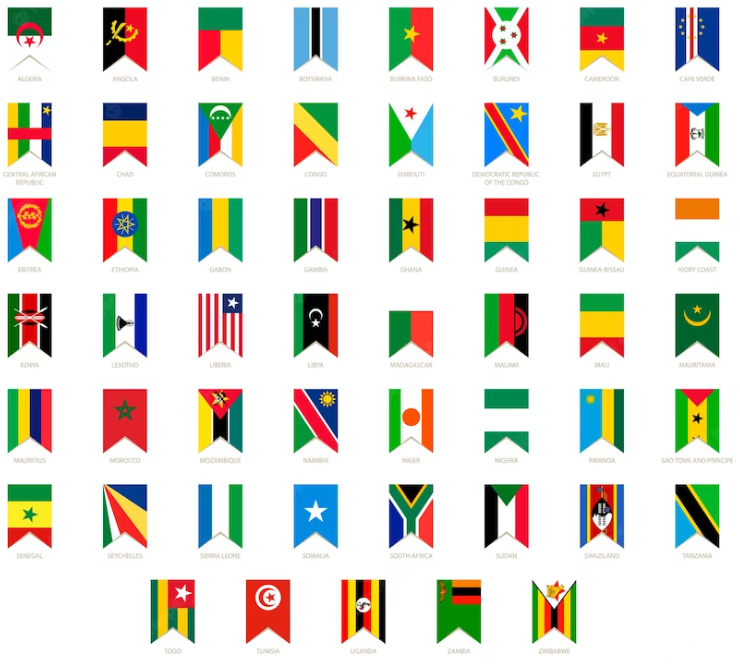 ALGERIA
ANGOLA
BENIN
BOTSWANA
BURKINA FASO
BURUNDI
CAMEROON
CAPE VERDE
CENTRAL AFRICAN
REPUBLIC
CHAD
COMOROS
CONGO
DJIBOUTI
DEMOCRATIC REPUBLIC
OF THE CONGO
EGYPT
EQUATORIAL GUINEA
ERITREA
ETHIOPIA
GABON
GAMBIA
GHANA
GUINEA
GUINEA-BISSAU
IVORY COAST
KENYA
LESOTHO
LIBERIA
LIBYA
MADAGASCAR
MALAWI
MALI
MAURITANIA
MAURITIUS
MOROCCO
MOZAMBIQUE
NAMIBIA
NIGER
NIGERIA
RWANDA
SAO TOME AND PRINCIPE
SENEGAL
SEYCHELLES
SIERRA LEONE
SOMALIA
SOUTH AFRICA
SUDAN
SWAZILAND
TANZANIA
TOGO
TUNISIA
UGANDA
ZAMBIA
ZIMBABWE